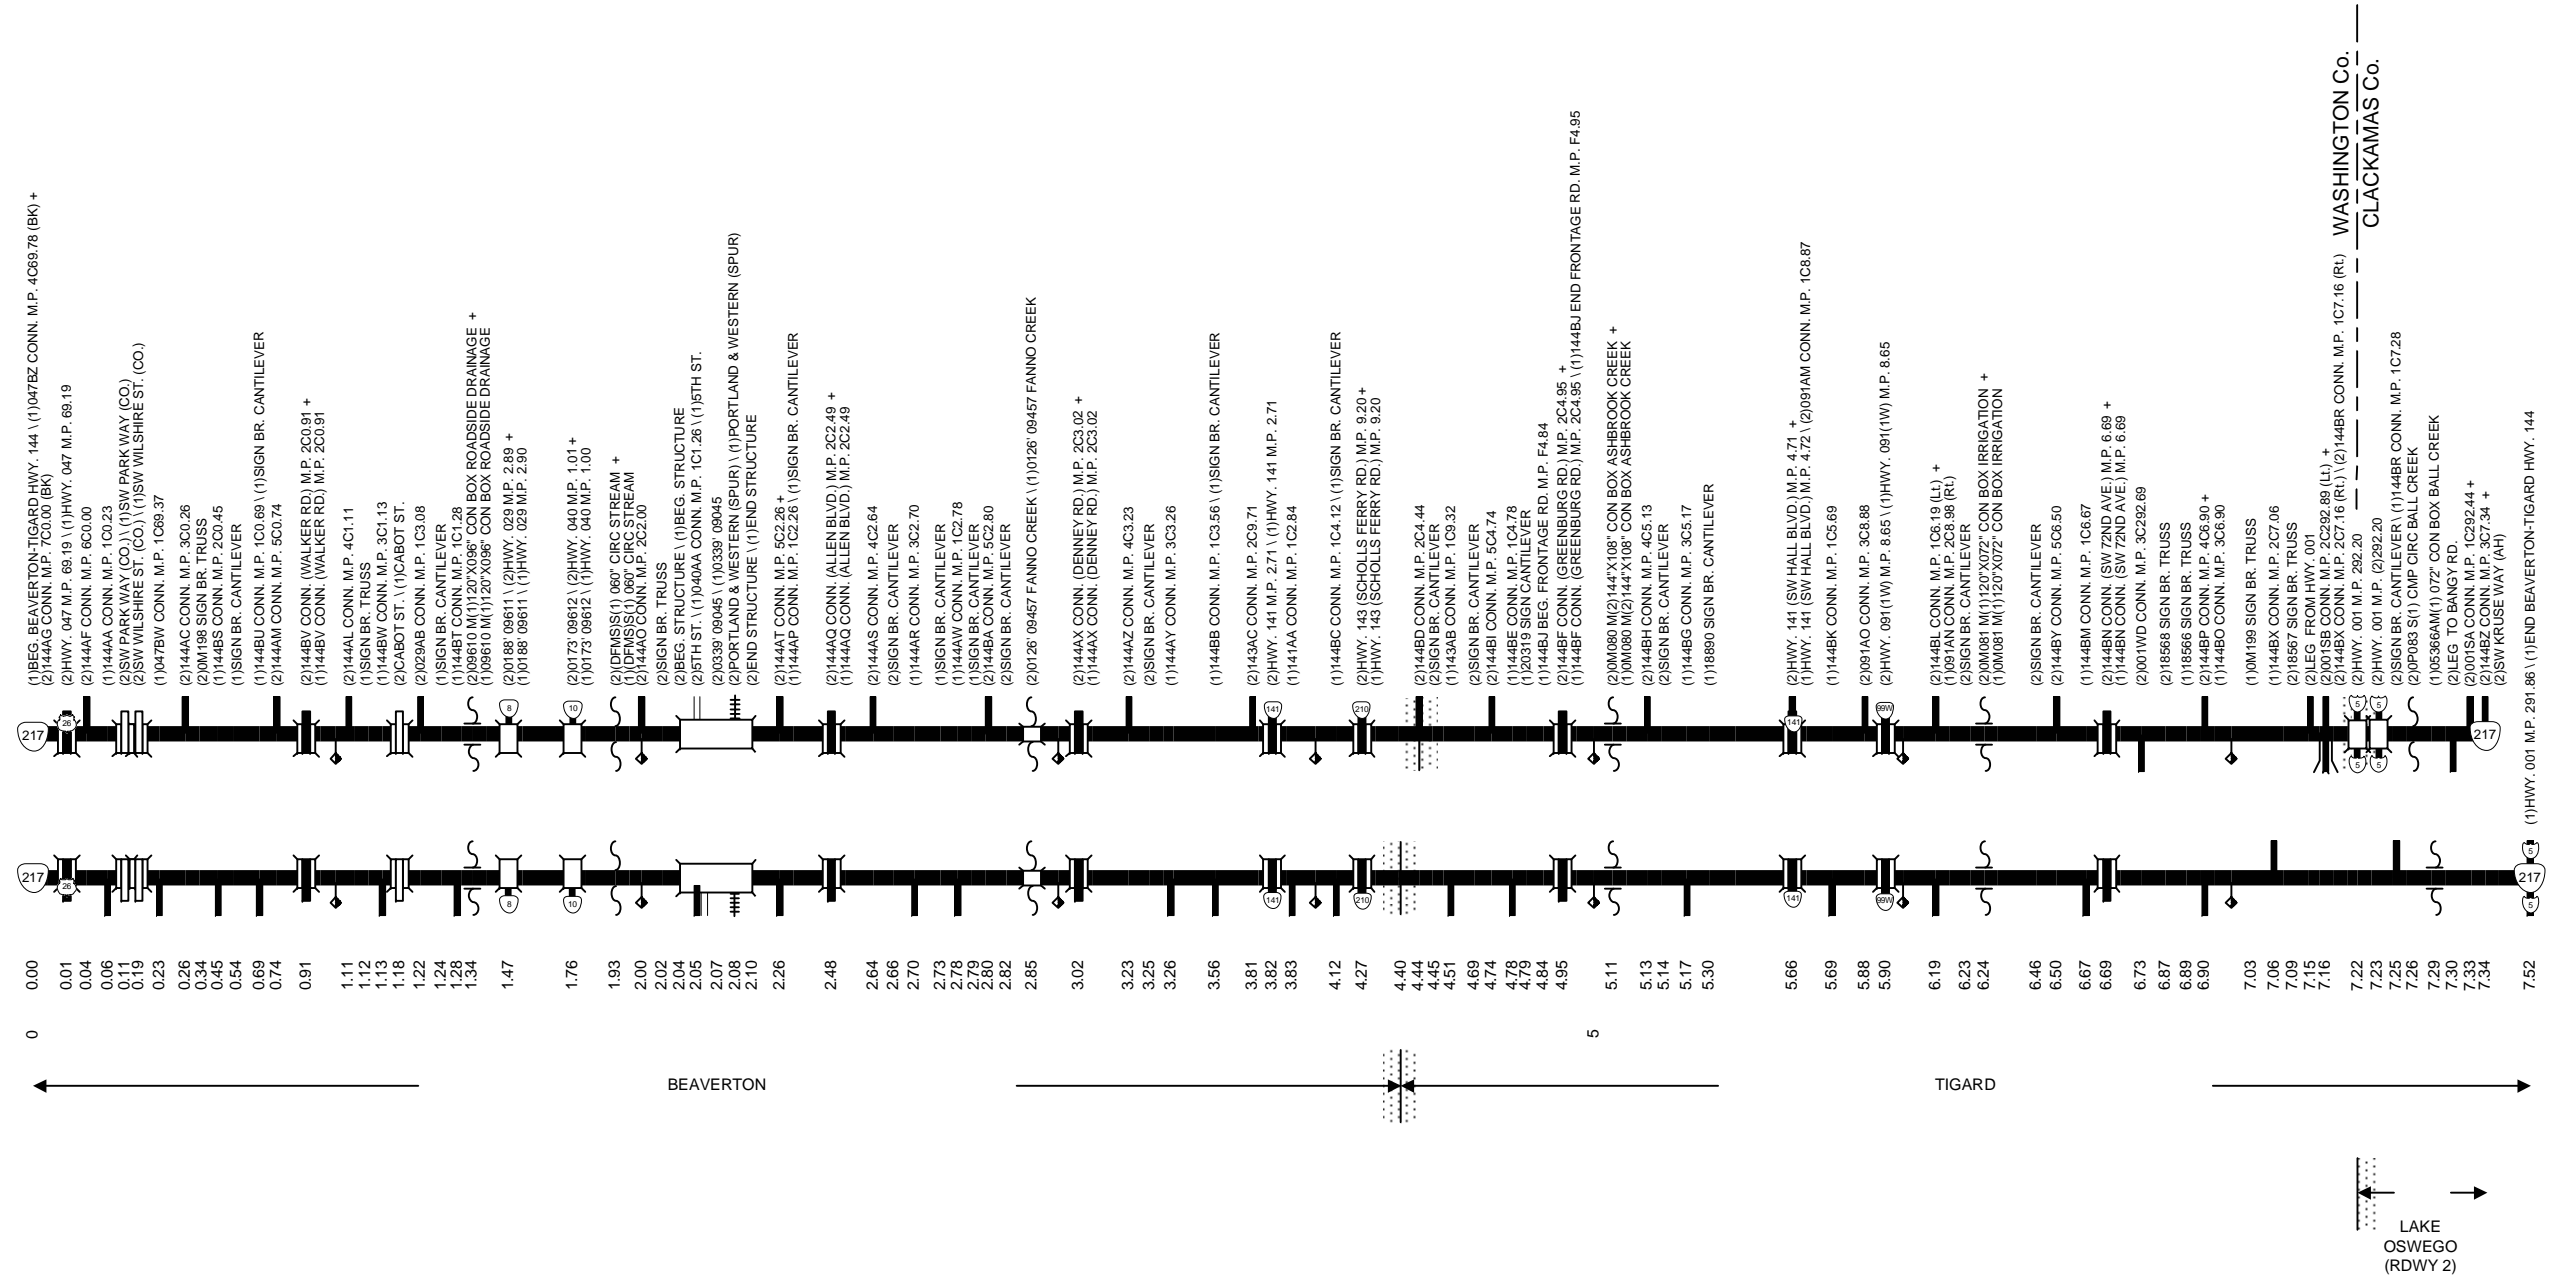 WASHINGTON Co.
CLACKAMAS Co.
(1)BEG. BEAVERTON-TIGARD HWY. 144 \ (1)047BZ CONN. M.P. 4C69.78 (BK) +
(2)144AG CONN. M.P. 7C0.00 (BK)
(2)HWY. 047 M.P. 69.19 \ (1)HWY. 047 M.P. 69.19
(2)144AF CONN. M.P. 6C0.00
(1)144AA CONN. M.P. 1C0.23
(2)SW PARK WAY (CO.) \ (1)SW PARK WAY (CO.)
(2)SW WILSHIRE ST. (CO.) \ (1)SW WILSHIRE ST. (CO.)
(1)047BW CONN. M.P. 1C69.37
(2)144AC CONN. M.P. 3C0.26
(2)0M198 SIGN BR. TRUSS
(1)144BS CONN. M.P. 2C0.45
(1)SIGN BR. CANTILEVER
(1)144BU CONN. M.P. 1C0.69 \ (1)SIGN BR. CANTILEVER
(2)144AM CONN. M.P. 5C0.74
(2)144BV CONN. (WALKER RD.) M.P. 2C0.91 +
(1)144BV CONN. (WALKER RD.) M.P. 2C0.91
(2)144AL CONN. M.P. 4C1.11
(1)SIGN BR. TRUSS
(1)144BW CONN. M.P. 3C1.13
(2)CABOT ST. \ (1)CABOT ST.
(2)029AB CONN. M.P. 1C3.08
(1)SIGN BR. CANTILEVER
(1)144BT CONN. M.P. 1C1.28
(2)09610 M(1)120"X096" CON BOX ROADSIDE DRAINAGE +
(1)09610 M(1)120"X096" CON BOX ROADSIDE DRAINAGE
(2)0188' 09611 \ (2)HWY. 029 M.P. 2.89 +
(1)0188' 09611 \ (1)HWY. 029 M.P. 2.90
(2)0173' 09612 \ (2)HWY. 040 M.P. 1.01 +
(1)0173' 09612 \ (1)HWY. 040 M.P. 1.00
(2)(DFMS)S(1) 060" CIRC STREAM +
(1)(DFMS)S(1) 060" CIRC STREAM
(2)144AO CONN. M.P. 2C2.00
(2)SIGN BR. TRUSS
(2)BEG. STRUCTURE \ (1)BEG. STRUCTURE
(2)5TH ST. \ (1)040AA CONN. M.P. 1C1.26 \ (1)5TH ST.
(2)0339' 09045 \ (1)0339' 09045
(2)PORTLAND & WESTERN (SPUR) \ (1)PORTLAND & WESTERN (SPUR)
(2)END STRUCTURE \ (1)END STRUCTURE
(2)144AT CONN. M.P. 5C2.26 +
(1)144AP CONN. M.P. 1C2.26 \ (1)SIGN BR. CANTILEVER
(2)144AQ CONN. (ALLEN BLVD.) M.P. 2C2.49 +
(1)144AQ CONN. (ALLEN BLVD.) M.P. 2C2.49
(2)144AS CONN. M.P. 4C2.64
(2)SIGN BR. CANTILEVER
(1)144AR CONN. M.P. 3C2.70
(1)SIGN BR. CANTILEVER
(1)144AW CONN. M.P. 1C2.78
(1)SIGN BR. CANTILEVER
(2)144BA CONN. M.P. 5C2.80
(2)SIGN BR. CANTILEVER
(2)0126' 09457 FANNO CREEK \ (1)0126' 09457 FANNO CREEK
(2)144AX CONN. (DENNEY RD.) M.P. 2C3.02 +
(1)144AX CONN. (DENNEY RD.) M.P. 2C3.02
(2)144AZ CONN. M.P. 4C3.23
(2)SIGN BR. CANTILEVER
(1)144AY CONN. M.P. 3C3.26
(1)144BB CONN. M.P. 1C3.56 \ (1)SIGN BR. CANTILEVER
(2)143AC CONN. M.P. 2C9.71
(2)HWY. 141 M.P. 2.71 \ (1)HWY. 141 M.P. 2.71
(1)141AA CONN. M.P. 1C2.84
(1)144BC CONN. M.P. 1C4.12 \ (1)SIGN BR. CANTILEVER
(2)HWY. 143 (SCHOLLS FERRY RD.) M.P. 9.20 +
(1)HWY. 143 (SCHOLLS FERRY RD.) M.P. 9.20
(2)144BD CONN. M.P. 2C4.44
(2)SIGN BR. CANTILEVER
(1)143AB CONN. M.P. 1C9.32
(2)SIGN BR. CANTILEVER
(2)144BI CONN. M.P. 5C4.74
(1)144BE CONN. M.P. 1C4.78
(1)20319 SIGN CANTILEVER
(1)144BJ BEG. FRONTAGE RD. M.P. F4.84
(2)144BF CONN. (GREENBURG RD.) M.P. 2C4.95 +
(1)144BF CONN. (GREENBURG RD.) M.P. 2C4.95 \ (1)144BJ END FRONTAGE RD. M.P. F4.95
(2)0M080 M(2)144"X108" CON BOX ASHBROOK CREEK +
(1)0M080 M(2)144"X108" CON BOX ASHBROOK CREEK
(2)144BH CONN. M.P. 4C5.13
(2)SIGN BR. CANTILEVER
(1)144BG CONN. M.P. 3C5.17
(1)18890 SIGN BR. CANTILEVER
(2)HWY. 141 (SW HALL BLVD.) M.P. 4.71 +
(1)HWY. 141 (SW HALL BLVD.) M.P. 4.72 \ (2)091AM CONN. M.P. 1C8.87
(1)144BK CONN. M.P. 1C5.69
(2)091AO CONN. M.P. 3C8.88
(2)HWY. 091(1W) M.P. 8.65 \ (1)HWY. 091(1W) M.P. 8.65
(2)144BL CONN. M.P. 1C6.19 (Lt.) +
(1)091AN CONN. M.P. 2C8.98 (Rt.)
(2)SIGN BR. CANTILEVER
(2)0M081 M(1)120"X072" CON BOX IRRIGATION +
(1)0M081 M(1)120"X072" CON BOX IRRIGATION
(2)SIGN BR. CANTILEVER
(2)144BY CONN. M.P. 5C6.50
(1)144BM CONN. M.P. 1C6.67
(2)144BN CONN. (SW 72ND AVE.) M.P. 6.69 +
(1)144BN CONN. (SW 72ND AVE.) M.P. 6.69
(2)001WD CONN. M.P. 3C292.69
(2)18568 SIGN BR. TRUSS
(1)18566 SIGN BR. TRUSS
(2)144BP CONN. M.P. 4C6.90 +
(1)144BO CONN. M.P. 3C6.90
(1)0M199 SIGN BR. TRUSS
(1)144BX CONN. M.P. 2C7.06
(2)18567 SIGN BR. TRUSS
(2)LEG FROM HWY. 001
(2)001SB CONN. M.P. 2C292.89 (Lt.) +
(2)144BX CONN. M.P. 2C7.16 (Rt.) \ (2)144BR CONN. M.P. 1C7.16 (Rt.)
(2)HWY. 001 M.P. 292.20
(2)HWY. 001 M.P. (2)292.20
(2)SIGN BR. CANTILEVER \ (1)144BR CONN. M.P. 1C7.28
(2)0P083 S(1) CMP CIRC BALL CREEK
(1)05366AM(1) 072" CON BOX BALL CREEK
(2)LEG TO BANGY RD.
(2)001SA CONN. M.P. 1C292.44 +
(2)144BZ CONN. M.P. 3C7.34 +
(2)SW KRUSE WAY (AH)
(1)HWY. 001 M.P. 291.86 \ (1)END BEAVERTON-TIGARD HWY. 144
217 26 8 10 141 210 141 99W 5 5 217
5 5
217 26 8 10 141 210 141 99W 5 217
5
0.00 0.01 0.04 0.06 0.11 0.19 0.23 0.26 0.34 0.45 0.54 0.69 0.74 0.91 1.11 1.12 1.13 1.18 1.22 1.24 1.28 1.34 1.47 1.76 1.93 2.00 2.02 2.04 2.05 2.07 2.08 2.10 2.26 2.48 2.64 2.66 2.70 2.73 2.78 2.79 2.80 2.82 2.85 3.02 3.23 3.25 3.26 3.56 3.81 3.82 3.83 4.12 4.27 4.40 4.44 4.45 4.51 4.69 4.74 4.78 4.79 4.84 4.95 5.11 5.13 5.14 5.17 5.30 5.66 5.69 5.88 5.90 6.19 6.23 6.24 6.46 6.50 6.67 6.69 6.73 6.87 6.89 6.90 7.03 7.06 7.09 7.15 7.16 7.22 7.23 7.25 7.26 7.29 7.30 7.33 7.34 7.52
0 5
BEAVERTON TIGARD
LAKE
OSWEGO
(RDWY 2)